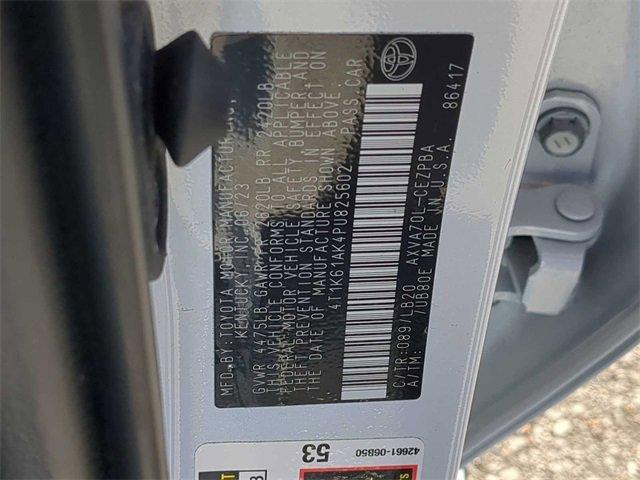 MFD.BY:TOYOTA MOTOR MANUFACTURING,
KENTUCKY, INC. 06/23
GVWR 4475LB GAWR FR 2620LB RR 2420LB
THIS VEHICLE CONFORMS TO ALL APPLICABLE
FEDERAL MOTOR VEHICLE SAFETY, BUMPER, AND
THEFT PREVENTION STANDARDS IN EFFECT ON
THE DATE OF MANUFACTURE SHOWN ABOVE.
4T1K61AK4PU825602 PASS.CAR
C/TR:089/LB20 AXVA70L-CEZPBA
A/TM: /UB80E MADE IN U.S.A. 86417
42661-06B50
53